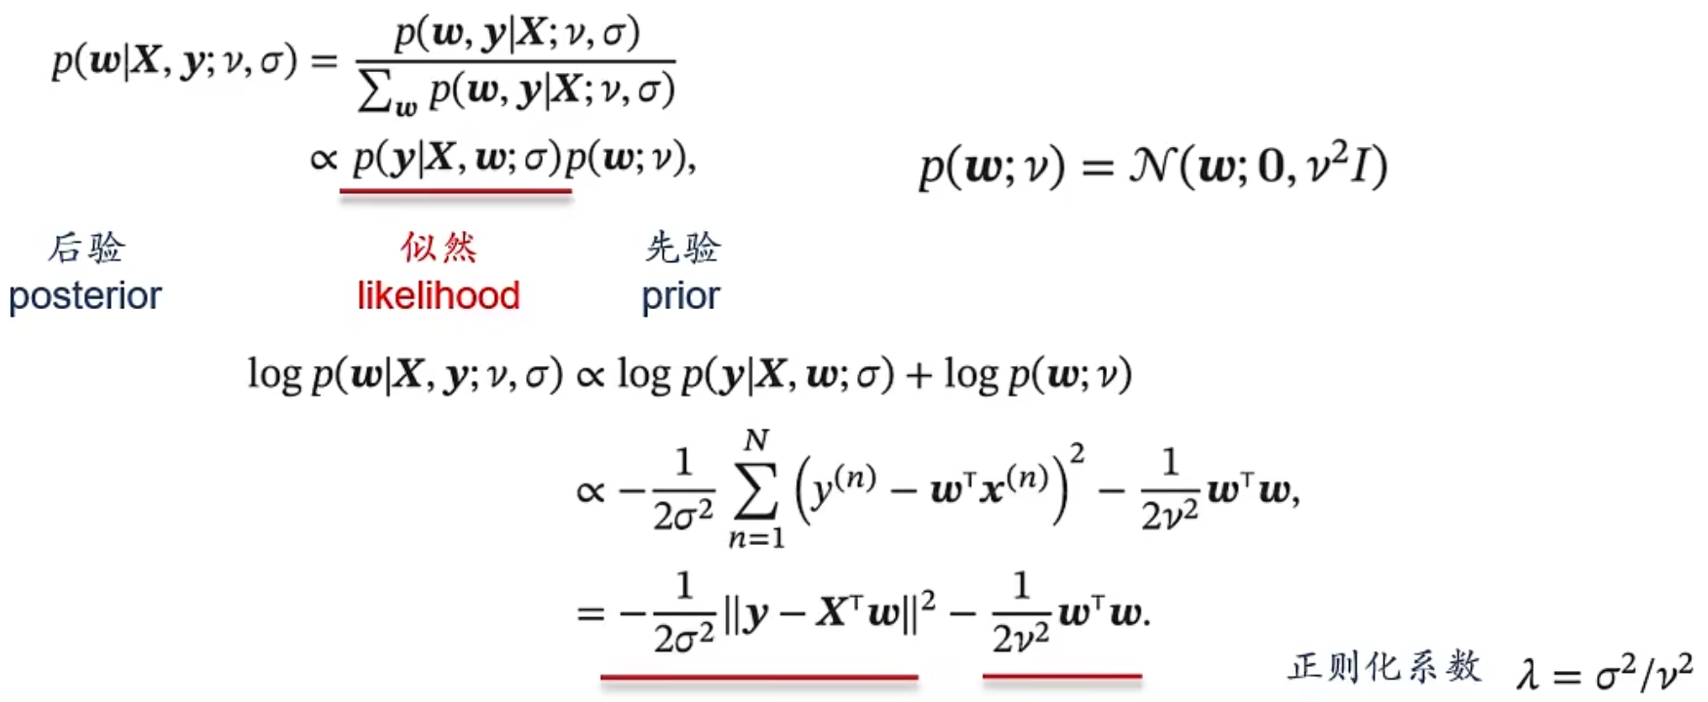 p(w|X, y; ν, σ) = p(w, y|X; ν, σ) / ∑_w p(w, y|X; ν, σ)
∝ p(y|X, w; σ)p(w; ν),
p(w; ν) = 𝒩(w; 0, ν²I)
后验 似然 先验
posterior likelihood prior
log p(w|X, y; ν, σ) ∝ log p(y|X, w; σ) + log p(w; ν)
∝ −1/2σ² ∑_{n=1}^{N} (y⁽ⁿ⁾ − w⊤x⁽ⁿ⁾)² − 1/2ν² w⊤w,
= −1/2σ² ||y − X⊤w||² − 1/2ν² w⊤w.
正则化系数 λ = σ²/ν²